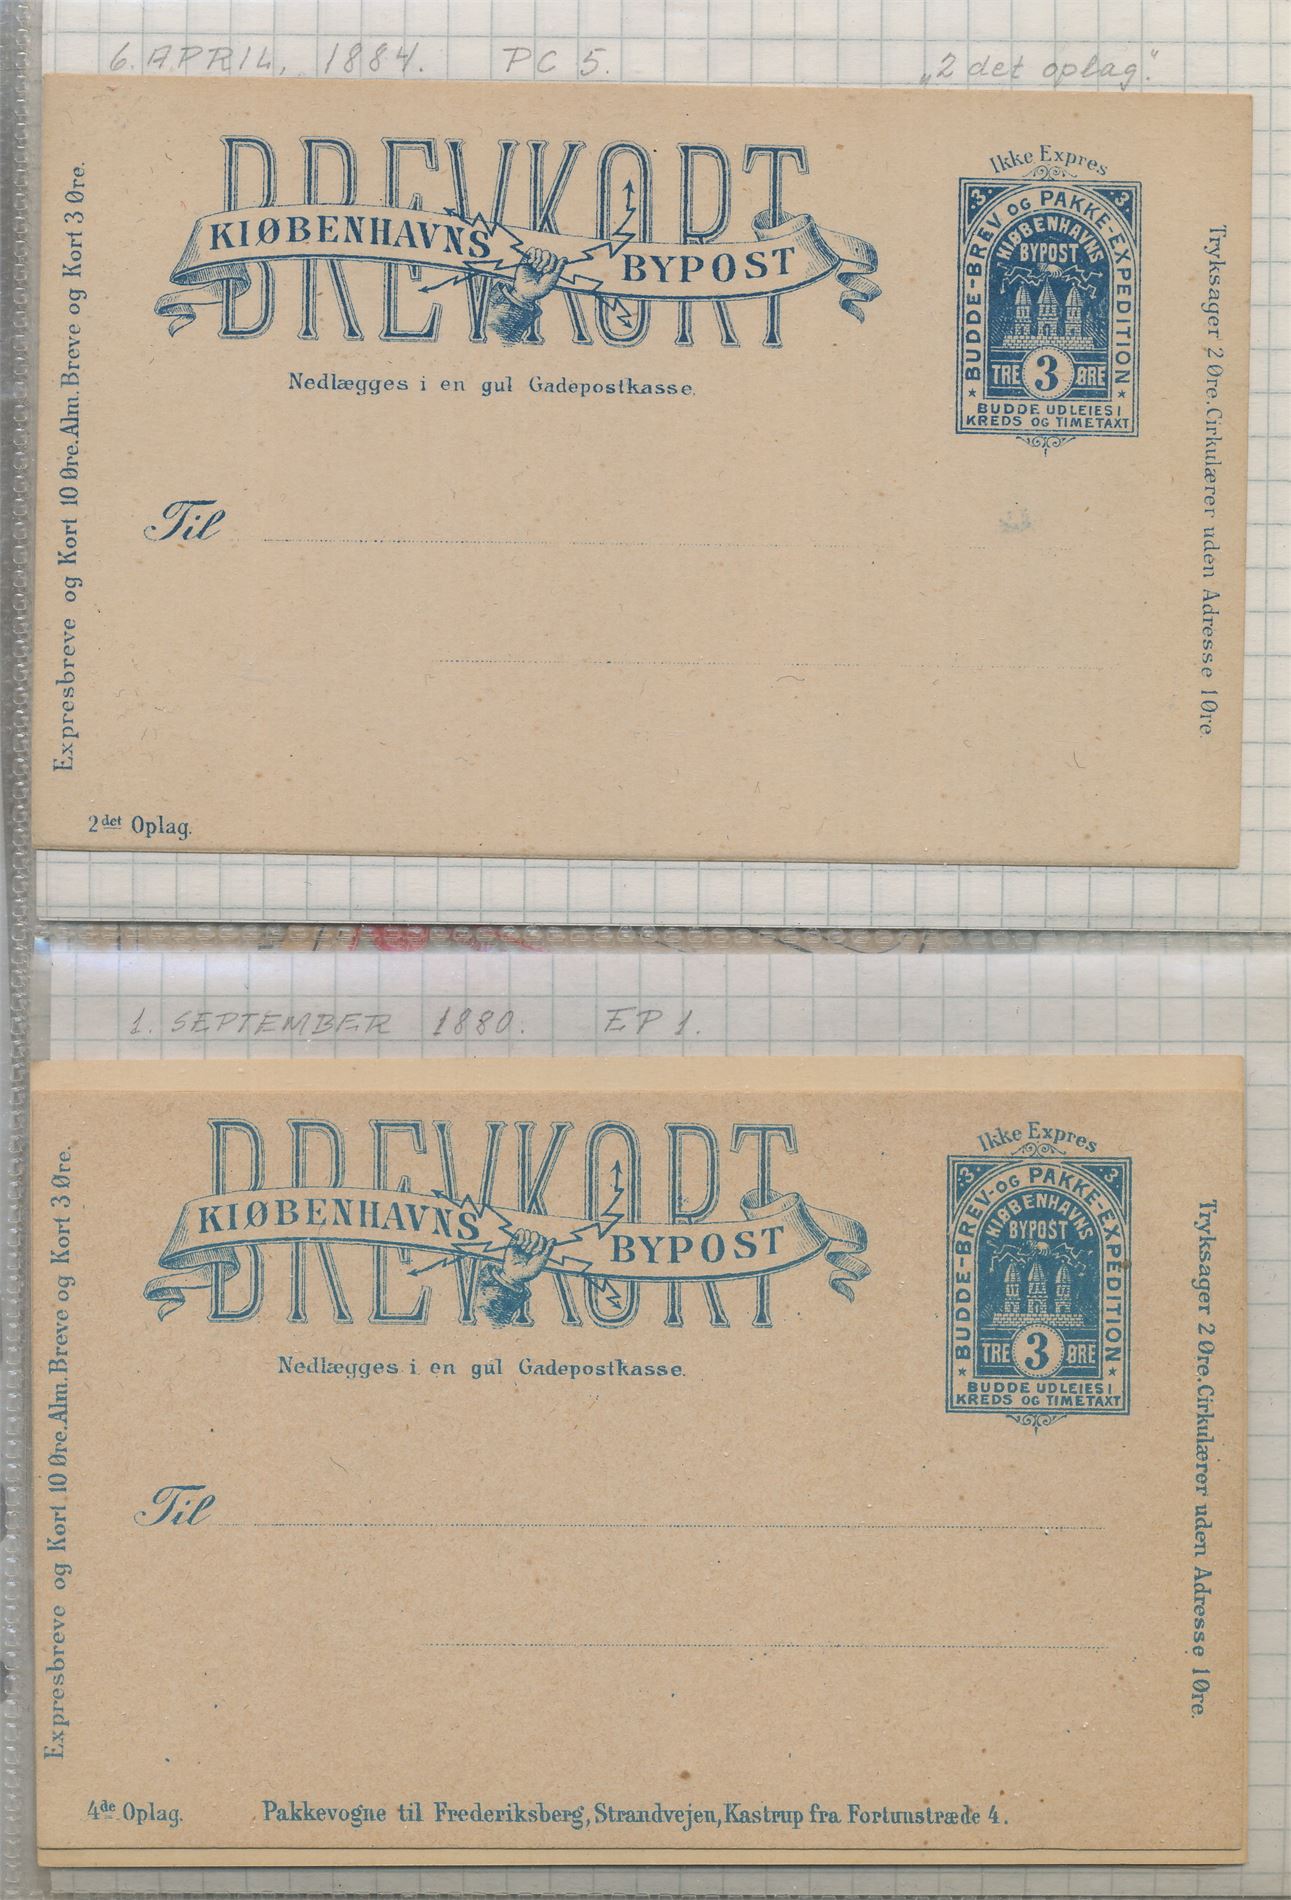 6. APRIL, 1884. PC 5. „2 det oplag."
BREVKORT
KIØBENHAVNS BYPOST
Nedlægges i en gul Gadepostkasse.
Ikke Expres
3 3
BUDDE-BREV OG PAKKE-EXPEDITION
KIØBENHAVNS
BYPOST
TRE 3 ØRE
BUDDE UDLEIES I
KREDS OG TIMETAXT
Expresbreve og Kort 10 Øre. Alm. Breve og Kort 3 Øre.
Tryksager 2 Øre. Cirkulærer uden Adresse 1 Øre.
Til
2det Oplag.
1. SEPTEMBER 1880. EP 1.
BREVKORT
KIØBENHAVNS BYPOST
Nedlægges i en gul Gadepostkasse.
Ikke Expres
3 3
BUDDE-BREV-OG PAKKE-EXPEDITION
KIØBENHAVNS
BYPOST
TRE 3 ØRE
BUDDE UDLEIES I
KREDS OG TIMETAXT
Expresbreve og Kort 10 Øre. Alm. Breve og Kort 3 Øre.
Tryksager 2 Øre. Cirkulærer uden Adresse 1 Øre.
Til
4de Oplag. Pakkevogne til Frederiksberg, Strandvejen, Kastrup fra Fortunstræde 4.